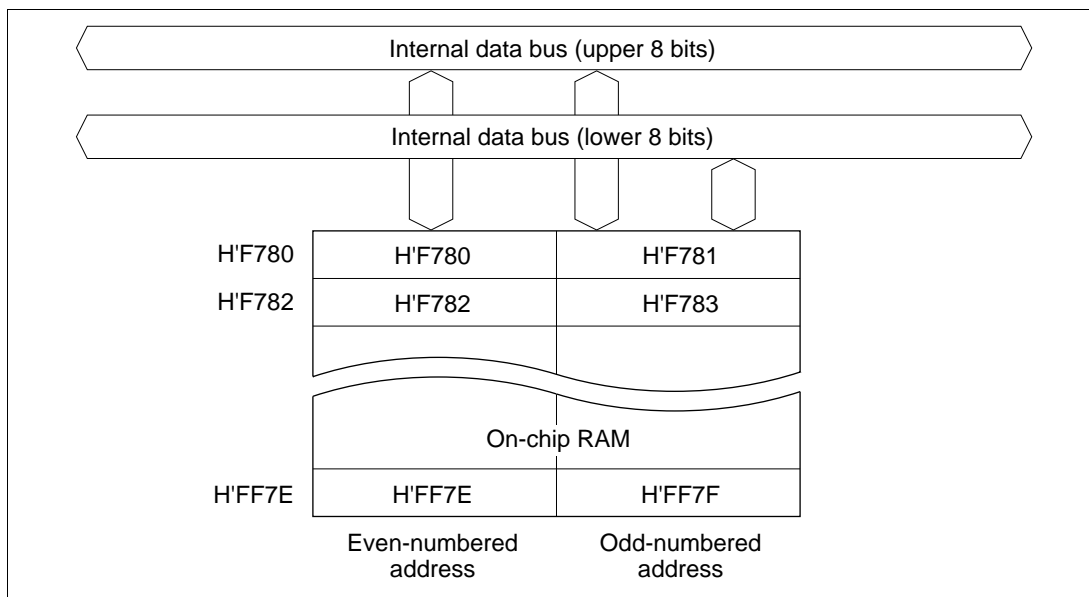 Internal data bus (upper 8 bits)
Internal data bus (lower 8 bits)
H'F780 H'F780 H'F781
H'F782 H'F782 H'F783
On-chip RAM
H'FF7E H'FF7E H'FF7F
Even-numbered address
Odd-numbered address